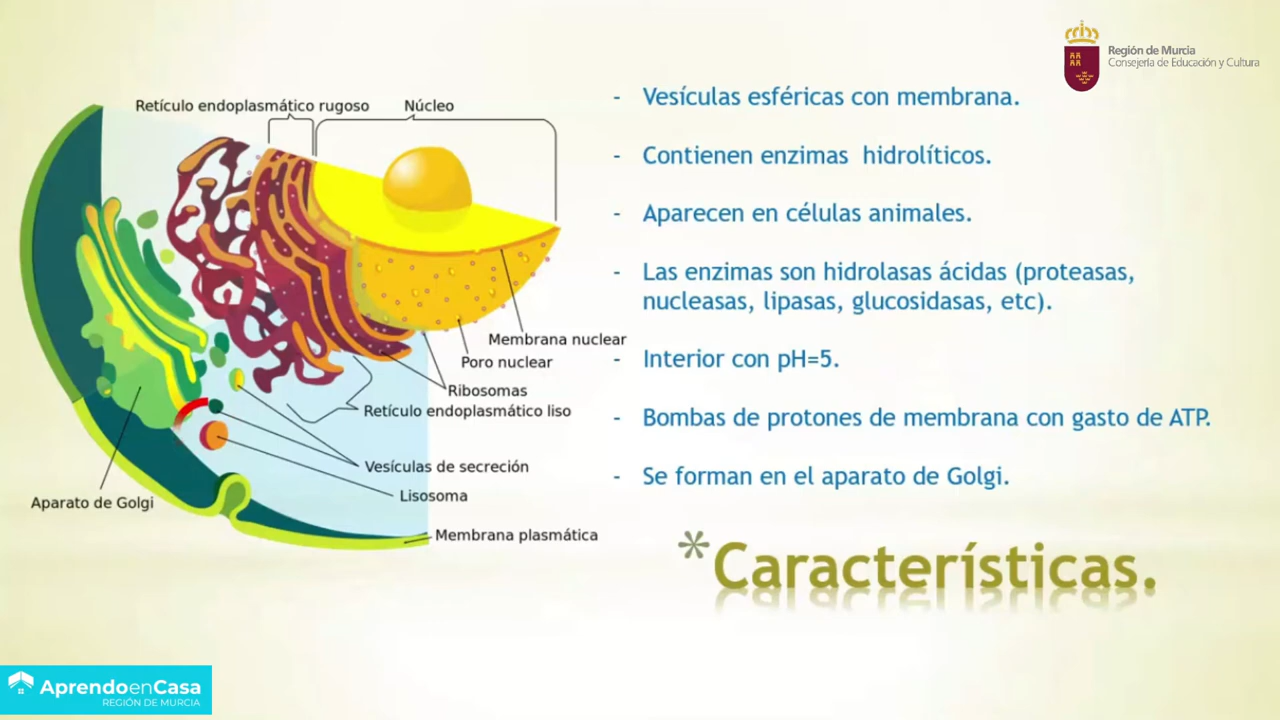 Región de Murcia
Consejería de Educación y Cultura
Retículo endoplasmático rugoso
Núcleo
Membrana nuclear
Poro nuclear
Ribosomas
Retículo endoplasmático liso
Vesículas de secreción
Lisosoma
Aparato de Golgi
Membrana plasmática
- Vesículas esféricas con membrana.
- Contienen enzimas hidrolíticos.
- Aparecen en células animales.
- Las enzimas son hidrolasas ácidas (proteasas,
nucleasas, lipasas, glucosidasas, etc).
- Interior con pH=5.
- Bombas de protones de membrana con gasto de ATP.
- Se forman en el aparato de Golgi.
*Características.
AprendoenCasa
REGIÓN DE MURCIA